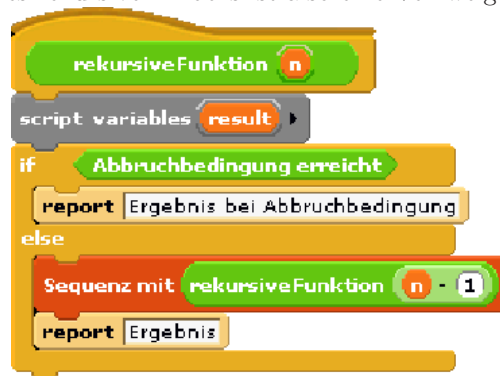 rekursiveFunktion n
script variables result
if Abbruchbedingung erreicht
report Ergebnis bei Abbruchbedingung
else
Sequenz mit rekursiveFunktion n - 1
report Ergebnis